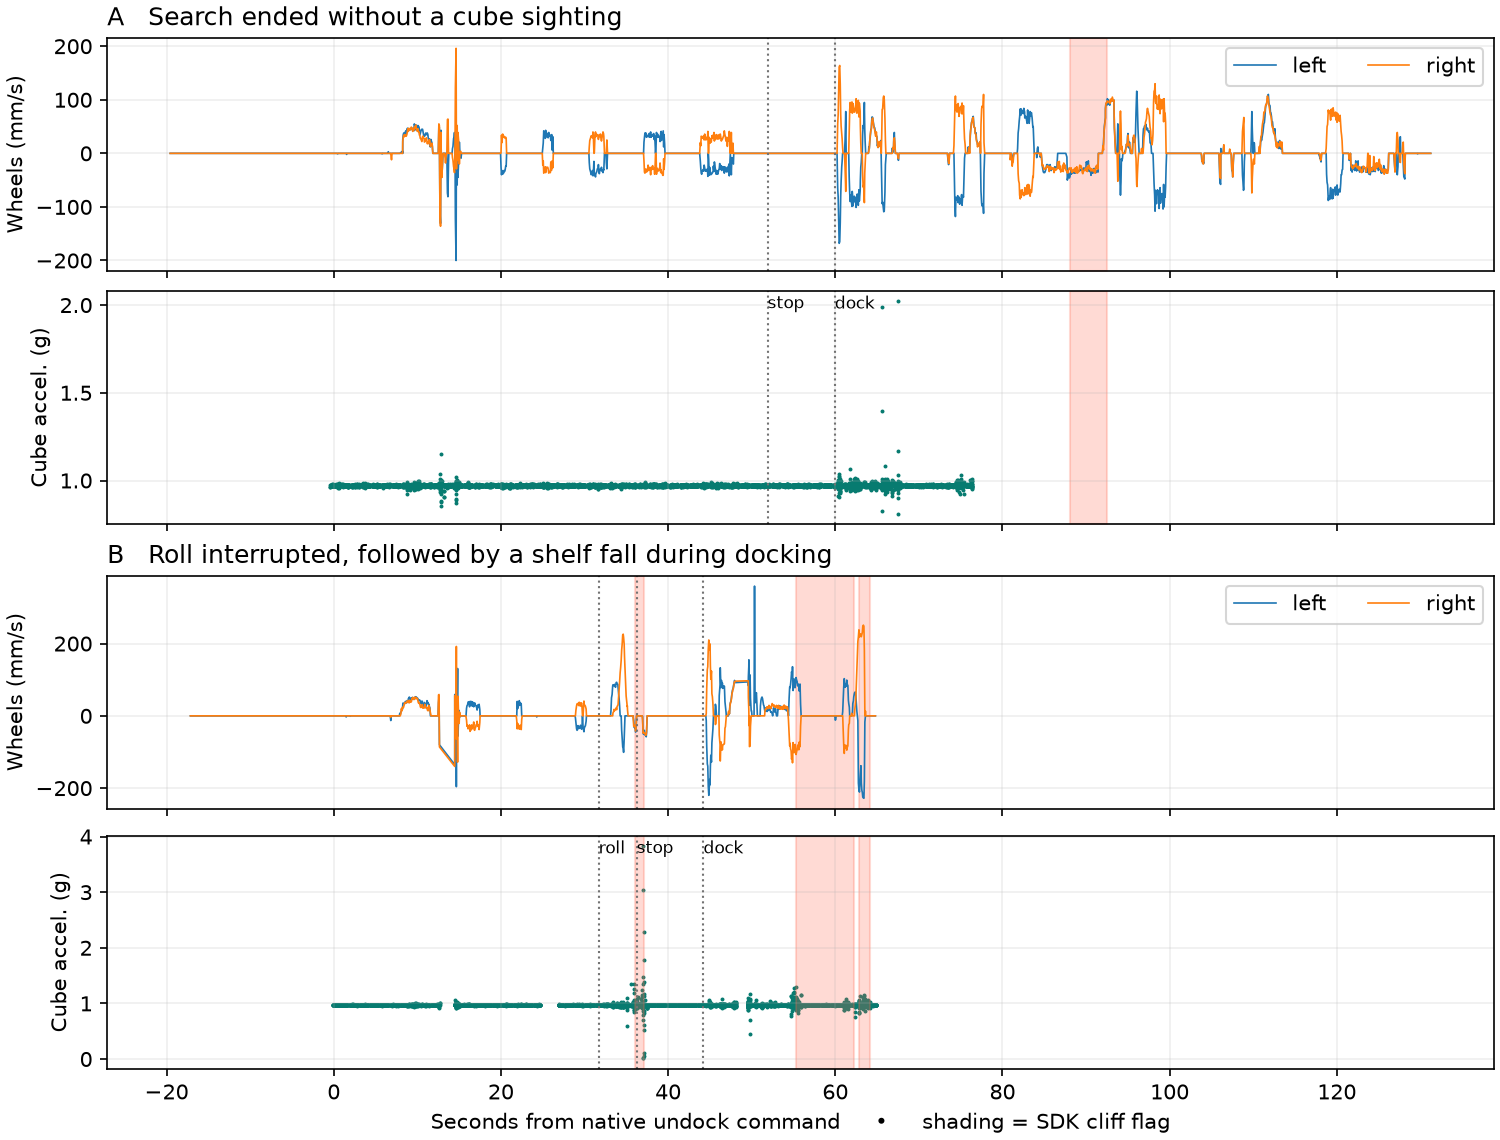 A Search ended without a cube sighting
Wheels (mm/s)
200
100
0
−100
−200
left right
Cube accel. (g)
2.0
1.5
1.0
stop dock
B Roll interrupted, followed by a shelf fall during docking
Wheels (mm/s)
200
0
−200
left right
Cube accel. (g)
4
3
2
1
0
roll stop dock
−20 0 20 40 60 80 100 120
Seconds from native undock command • shading = SDK cliff flag